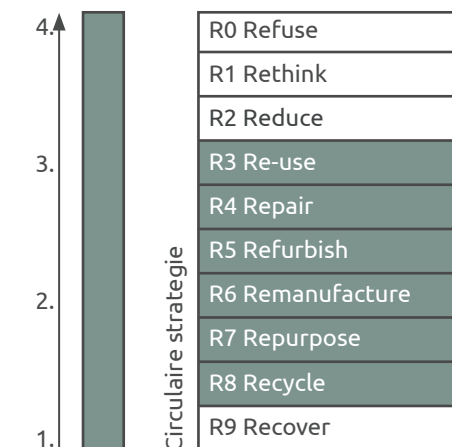 4.
3.
2.
1.
Circulaire strategie
R0 Refuse
R1 Rethink
R2 Reduce
R3 Re-use
R4 Repair
R5 Refurbish
R6 Remanufacture
R7 Repurpose
R8 Recycle
R9 Recover